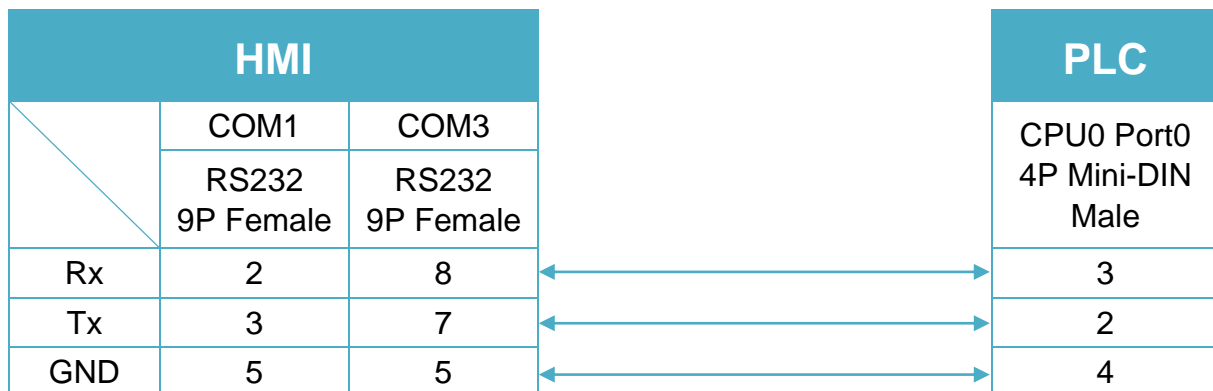 HMI PLC
COM1 COM3
CPU0 Port0
4P Mini-DIN
Male
RS232
9P Female
RS232
9P Female
Rx 2 8 3
Tx 3 7 2
GND 5 5 4